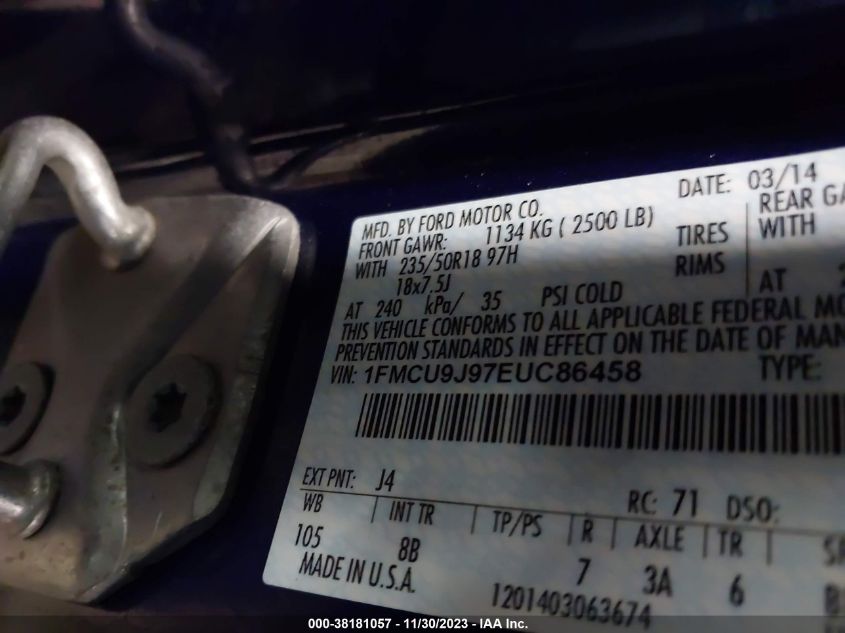 MFD. BY FORD MOTOR CO. DATE: 03/14
FRONT GAWR: 1134 KG ( 2500 LB) REAR
WITH 235/50R18 97H TIRES WITH
18x7.5J RIMS
AT 240 kPa/ 35 PSI COLD AT
THIS VEHICLE CONFORMS TO ALL APPLICABLE FEDERAL
PREVENTION STANDARDS IN EFFECT ON THE DATE OF
VIN: 1FMCU9J97EUC86458 TYPE:
EXT PNT: J4 RC: 71 DSO:
WB INT TR TP/PS R AXLE TR
105 8B 7 3A 6
MADE IN U.S.A. 1201403063674
000-38181057 - 11/30/2023 - IAA Inc.